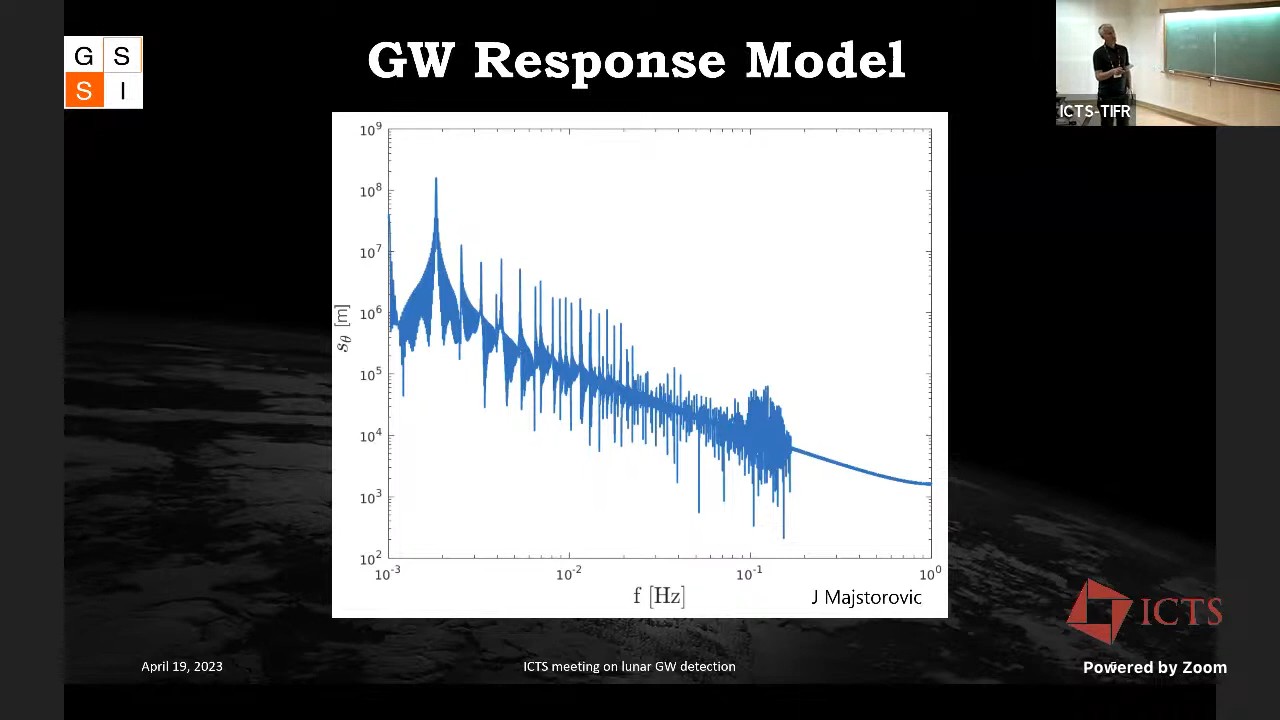 GW Response Model
G S
S I
ICTS-TIFR
10^9
10^8
10^7
10^6
10^5
10^4
10^3
10^2
s_θ [m]
10^-3 10^-2 10^-1 10^0
f [Hz]
J Majstorovic
ICTS
April 19, 2023
ICTS meeting on lunar GW detection
Powered by Zoom